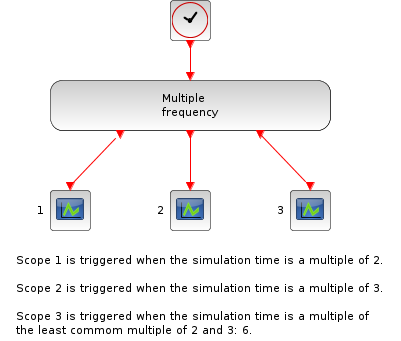 Multiple
frequency
1
2
3
Scope 1 is triggered when the simulation time is a multiple of 2.
Scope 2 is triggered when the simulation time is a multiple of 3.
Scope 3 is triggered when the simulation time is a multiple of
the least commom multiple of 2 and 3: 6.